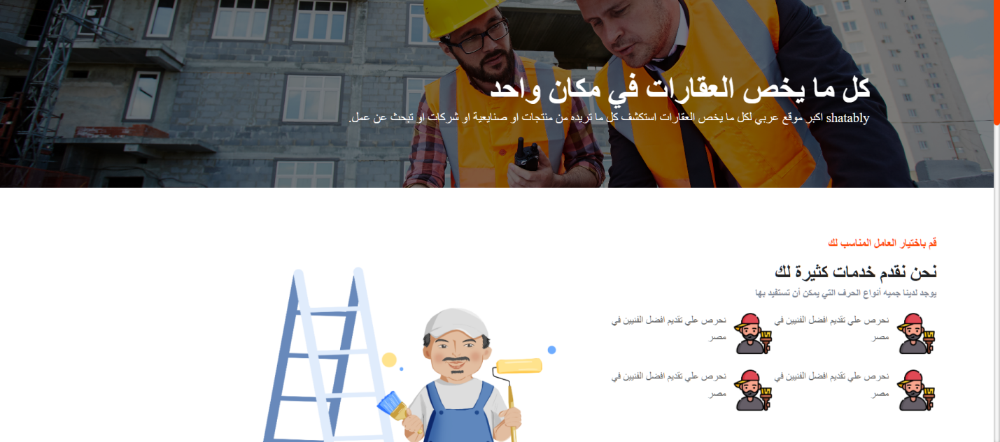 كل ما يخص العقارات في مكان واحد
shatably اكبر موقع عربي لكل ما يخص العقارات استكشف كل ما تريده من منتجات او صنايعية او شركات او تبحث عن عمل.
قم باختيار العامل المناسب لك
نحن نقدم خدمات كثيرة لك
يوجد لدينا جميه أنواع الحرف التي يمكن أن تستفيد بها
نحرص علي تقديم افضل الفنيين في
مصر
نحرص علي تقديم افضل الفنيين في
مصر
نحرص علي تقديم افضل الفنيين في
مصر
نحرص علي تقديم افضل الفنيين في
مصر